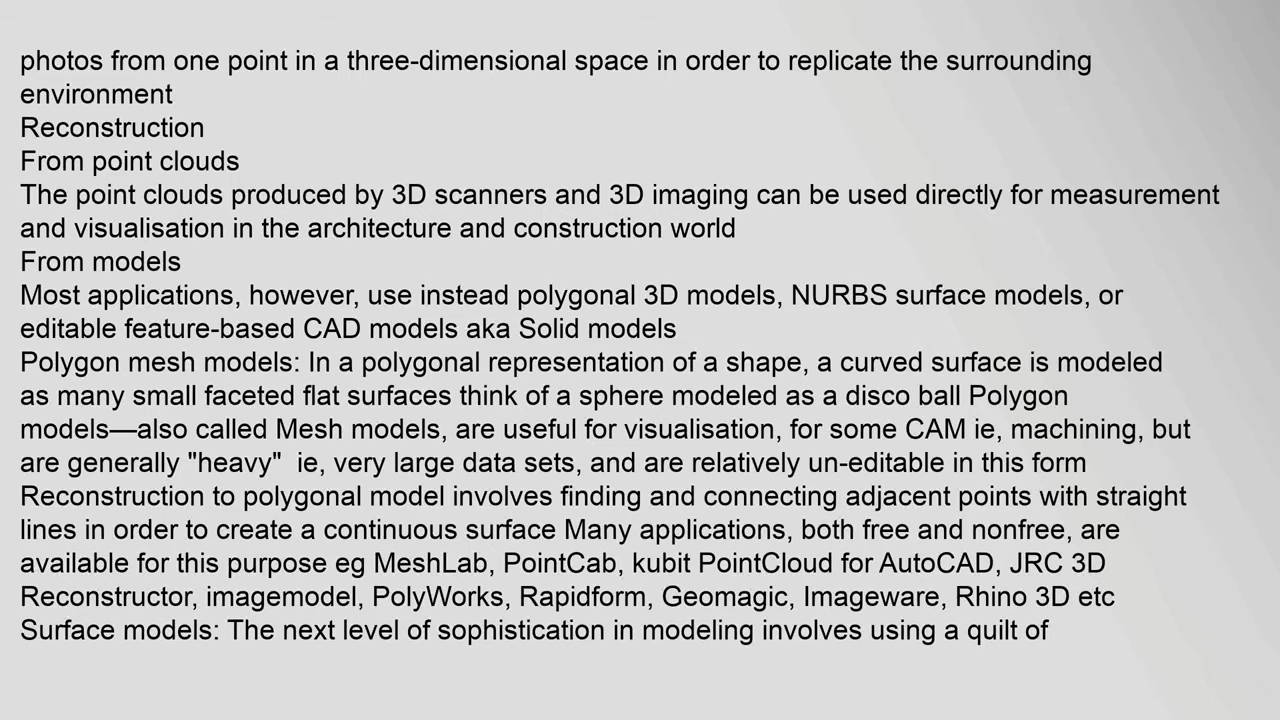 photos from one point in a three-dimensional space in order to replicate the surrounding
environment
Reconstruction
From point clouds
The point clouds produced by 3D scanners and 3D imaging can be used directly for measurement
and visualisation in the architecture and construction world
From models
Most applications, however, use instead polygonal 3D models, NURBS surface models, or
editable feature-based CAD models aka Solid models
Polygon mesh models: In a polygonal representation of a shape, a curved surface is modeled
as many small faceted flat surfaces think of a sphere modeled as a disco ball Polygon
models—also called Mesh models, are useful for visualisation, for some CAM ie, machining, but
are generally "heavy"  ie, very large data sets, and are relatively un-editable in this form
Reconstruction to polygonal model involves finding and connecting adjacent points with straight
lines in order to create a continuous surface Many applications, both free and nonfree, are
available for this purpose eg MeshLab, PointCab, kubit PointCloud for AutoCAD, JRC 3D
Reconstructor, imagemodel, PolyWorks, Rapidform, Geomagic, Imageware, Rhino 3D etc
Surface models: The next level of sophistication in modeling involves using a quilt of